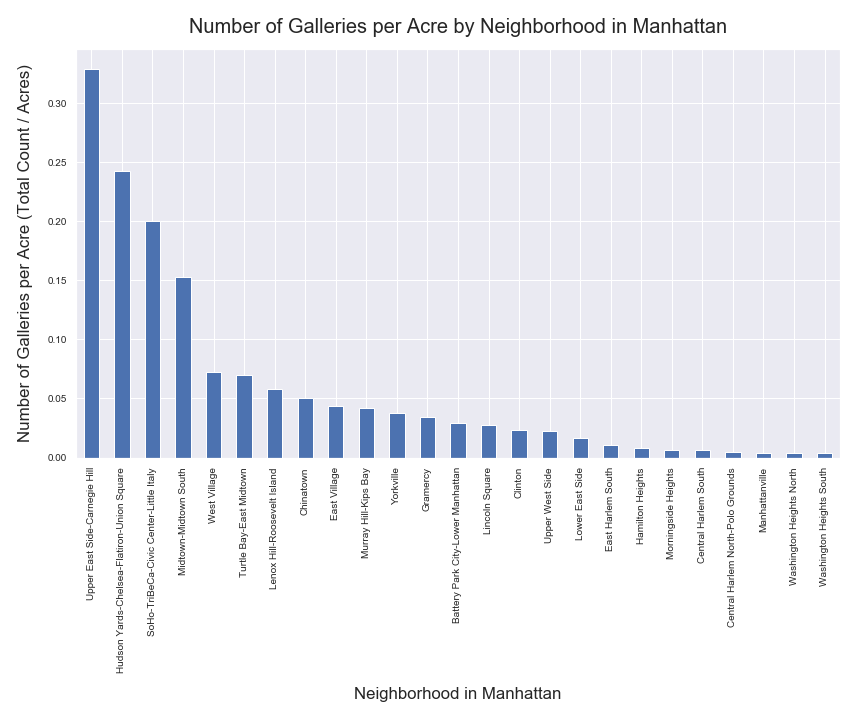 Number of Galleries per Acre by Neighborhood in Manhattan
Number of Galleries per Acre (Total Count / Acres)
0.30
0.25
0.20
0.15
0.10
0.05
0.00
Upper East Side-Carnegie Hill
Hudson Yards-Chelsea-Flatiron-Union Square
SoHo-TriBeCa-Civic Center-Little Italy
Midtown-Midtown South
West Village
Turtle Bay-East Midtown
Lenox Hill-Roosevelt Island
Chinatown
East Village
Murray Hill-Kips Bay
Yorkville
Gramercy
Battery Park City-Lower Manhattan
Lincoln Square
Clinton
Upper West Side
Lower East Side
East Harlem South
Hamilton Heights
Morningside Heights
Central Harlem South
Central Harlem North-Polo Grounds
Manhattanville
Washington Heights North
Washington Heights South
Neighborhood in Manhattan